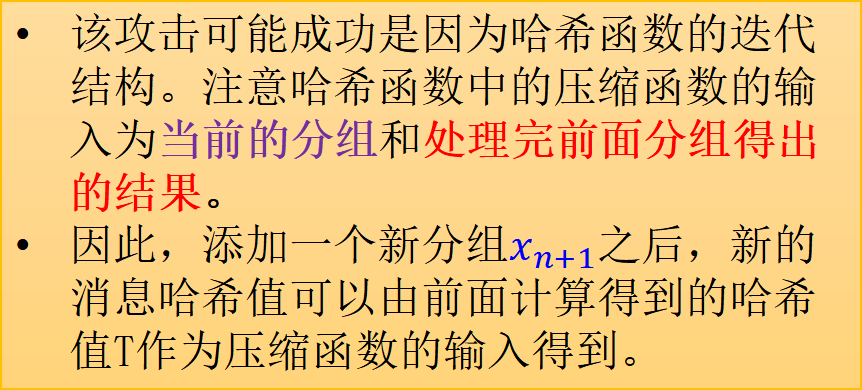 • 该攻击可能成功是因为哈希函数的迭代
结构。注意哈希函数中的压缩函数的输
入为当前的分组和处理完前面分组得出
的结果。
• 因此，添加一个新分组xₙ₊₁之后，新的
消息哈希值可以由前面计算得到的哈希
值T作为压缩函数的输入得到。